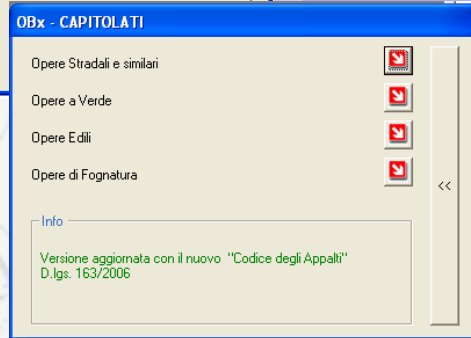 OBx - CAPITOLATI
Opere Stradali e similari
Opere a Verde
Opere Edili
Opere di Fognatura
<<
Info
Versione aggiornata con il nuovo "Codice degli Appalti"
D.lgs. 163/2006